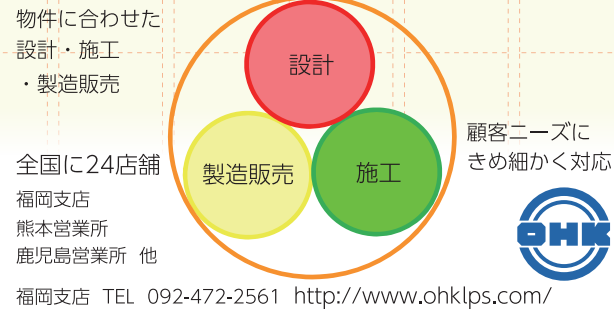 物件に合わせた
設計・施工
・製造販売
設計
製造販売
施工
顧客ニーズに
きめ細かく対応
全国に24店舗
福岡支店
熊本営業所
鹿児島営業所 他
OHK
福岡支店 TEL 092-472-2561 http://www.ohklps.com/